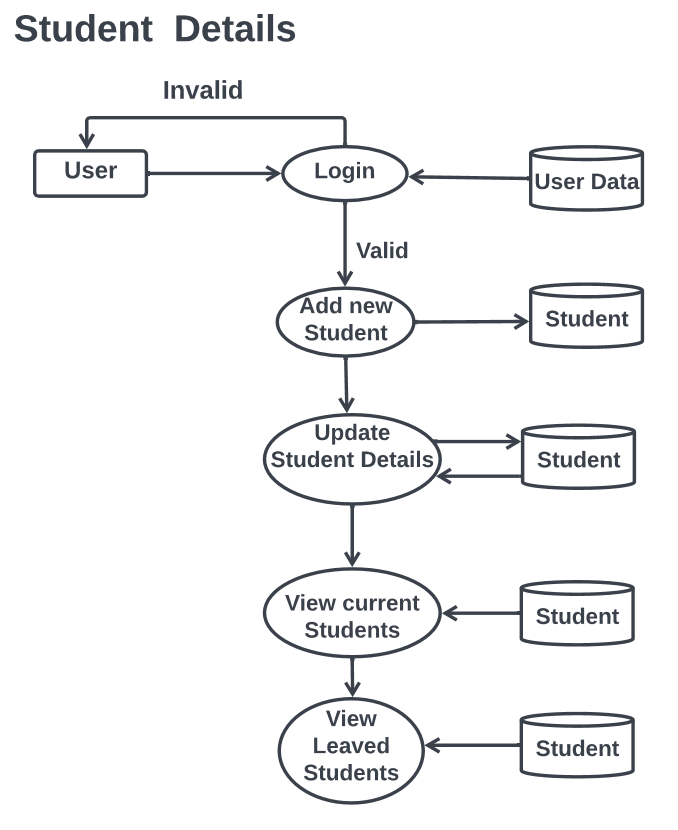 Student Details
Invalid
User
Login
User Data
Valid
Add new
Student
Student
Update
Student Details
Student
View current
Students
Student
View
Leaved
Students
Student